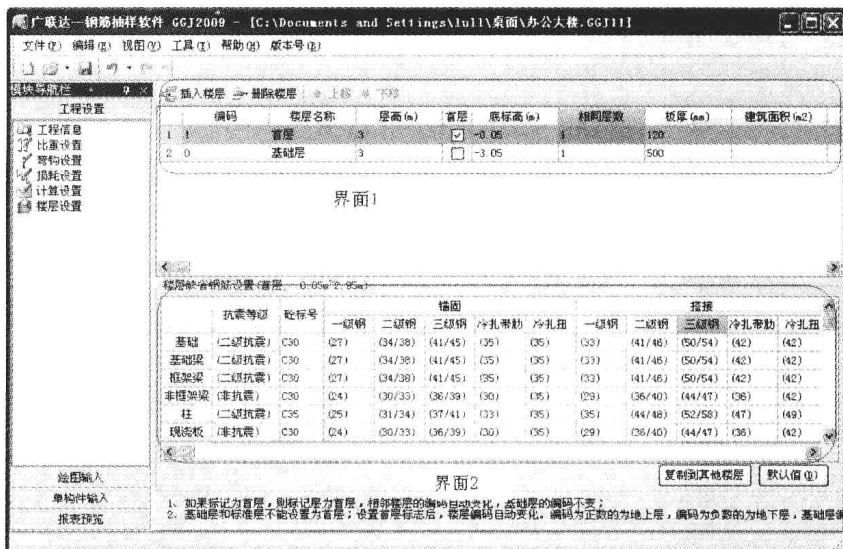 广联达—钢筋抽样软件 GGJ2009 - [C:\Documents and Settings\lull\桌面\办公大楼.GGJ11]
文件(F) 编辑(E) 视图(V) 工具(T) 帮助(H) 版本号(B)
模块导航栏
工程设置
工程信息
比重设置
弯钩设置
损耗设置
计算设置
楼层设置
绘图输入
单构件输入
报表预览
插入楼层 删除楼层 上移 下移
编码 楼层名称 层高(m) 首层 底标高(m) 相同层数 板厚(mm) 建筑面积(m2)
1 1 首层 3 -0.05 1 120
2 0 基础层 3 -3.05 1 500
界面1
楼层缺省钢筋设置(首层, -0.05m~2.95m)
抗震等级 砼标号 锚固 搭接
一级钢 二级钢 三级钢 冷扎带肋 冷扎扭 一级钢 二级钢 三级钢 冷扎带肋 冷扎扭
基础 (二级抗震) C30 (27) (34/38) (41/45) (35) (35) (33) (41/46) (50/54) (42) (42)
基础梁 (二级抗震) C30 (27) (34/38) (41/45) (35) (35) (33) (41/46) (50/54) (42) (42)
框架梁 (二级抗震) C30 (27) (34/38) (41/45) (35) (35) (33) (41/46) (50/54) (42) (42)
非框架梁 (非抗震) C30 (24) (30/33) (36/39) (30) (35) (29) (36/40) (44/47) (36) (42)
柱 (二级抗震) C35 (25) (31/34) (37/41) (33) (35) (35) (44/48) (52/58) (47) (49)
现浇板 (非抗震) C30 (24) (30/33) (36/39) (30) (35) (29) (36/40) (44/47) (36) (42)
界面2
复制到其他楼层 默认值(D)
1、如果标记为首层，则标记层为首层，相邻楼层的编码自动变化，基础层的编码不变；
2、基础层和标准层不能设置为首层；设置首层标志后，楼层编码自动变化。编码为正数的为地上层，编码为负数的为地下层，基础层编